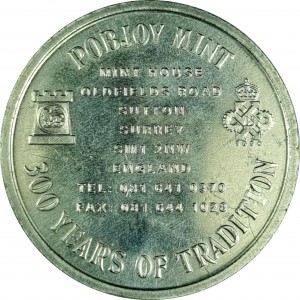 POBJOY MINT
MINT HOUSE
OLDFIELDS ROAD
SUTTON
SURREY
SM1 2NW
ENGLAND
TEL: 081 641 0370
FAX: 081 644 1028
300 YEARS OF TRADITION